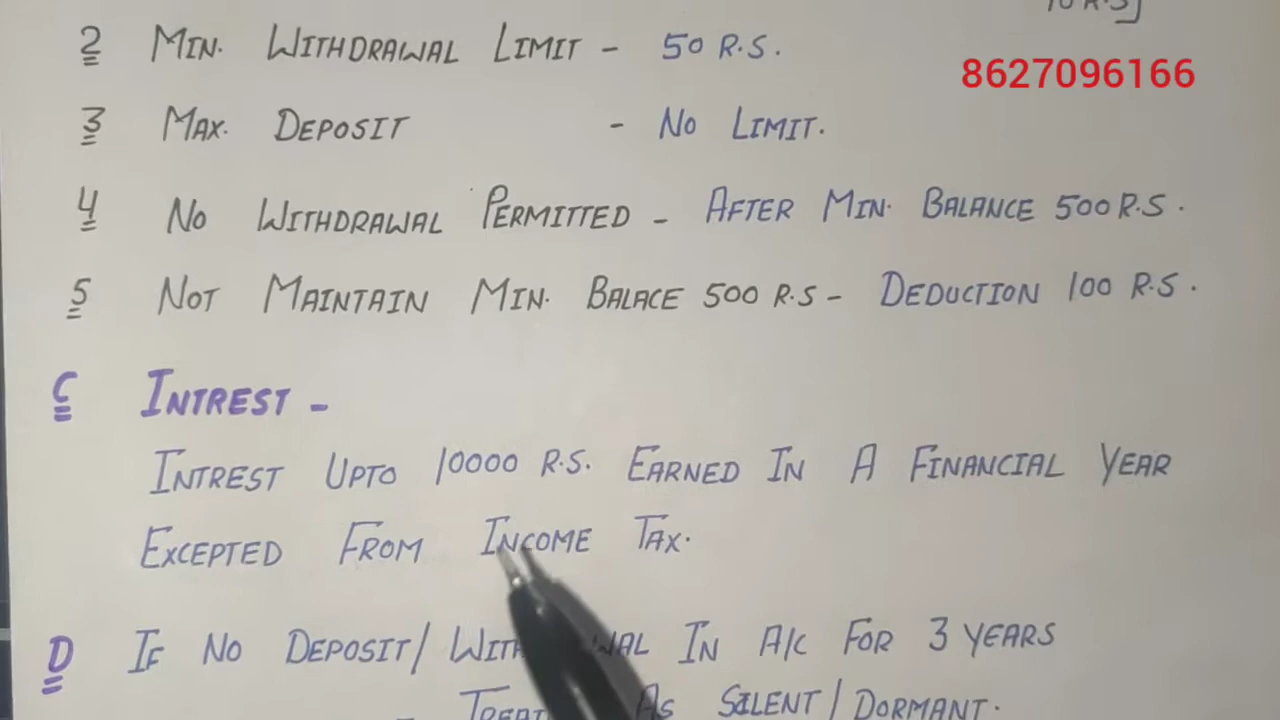 10 R.S]
2 MIN. WITHDRAWAL LIMIT - 50 R.S.
8627096166
3 MAX. DEPOSIT - NO LIMIT.
4 NO WITHDRAWAL PERMITTED - AFTER MIN. BALANCE 500 R.S.
5 NOT MAINTAIN MIN. BALACE 500 R.S - DEDUCTION 100 R.S.
C INTREST -
INTREST UPTO 10000 R.S. EARNED IN A FINANCIAL YEAR
EXCEPTED FROM INCOME TAX.
D IF NO DEPOSIT/ IN A/C FOR 3 YEARS
- AS SILENT/DORMANT.